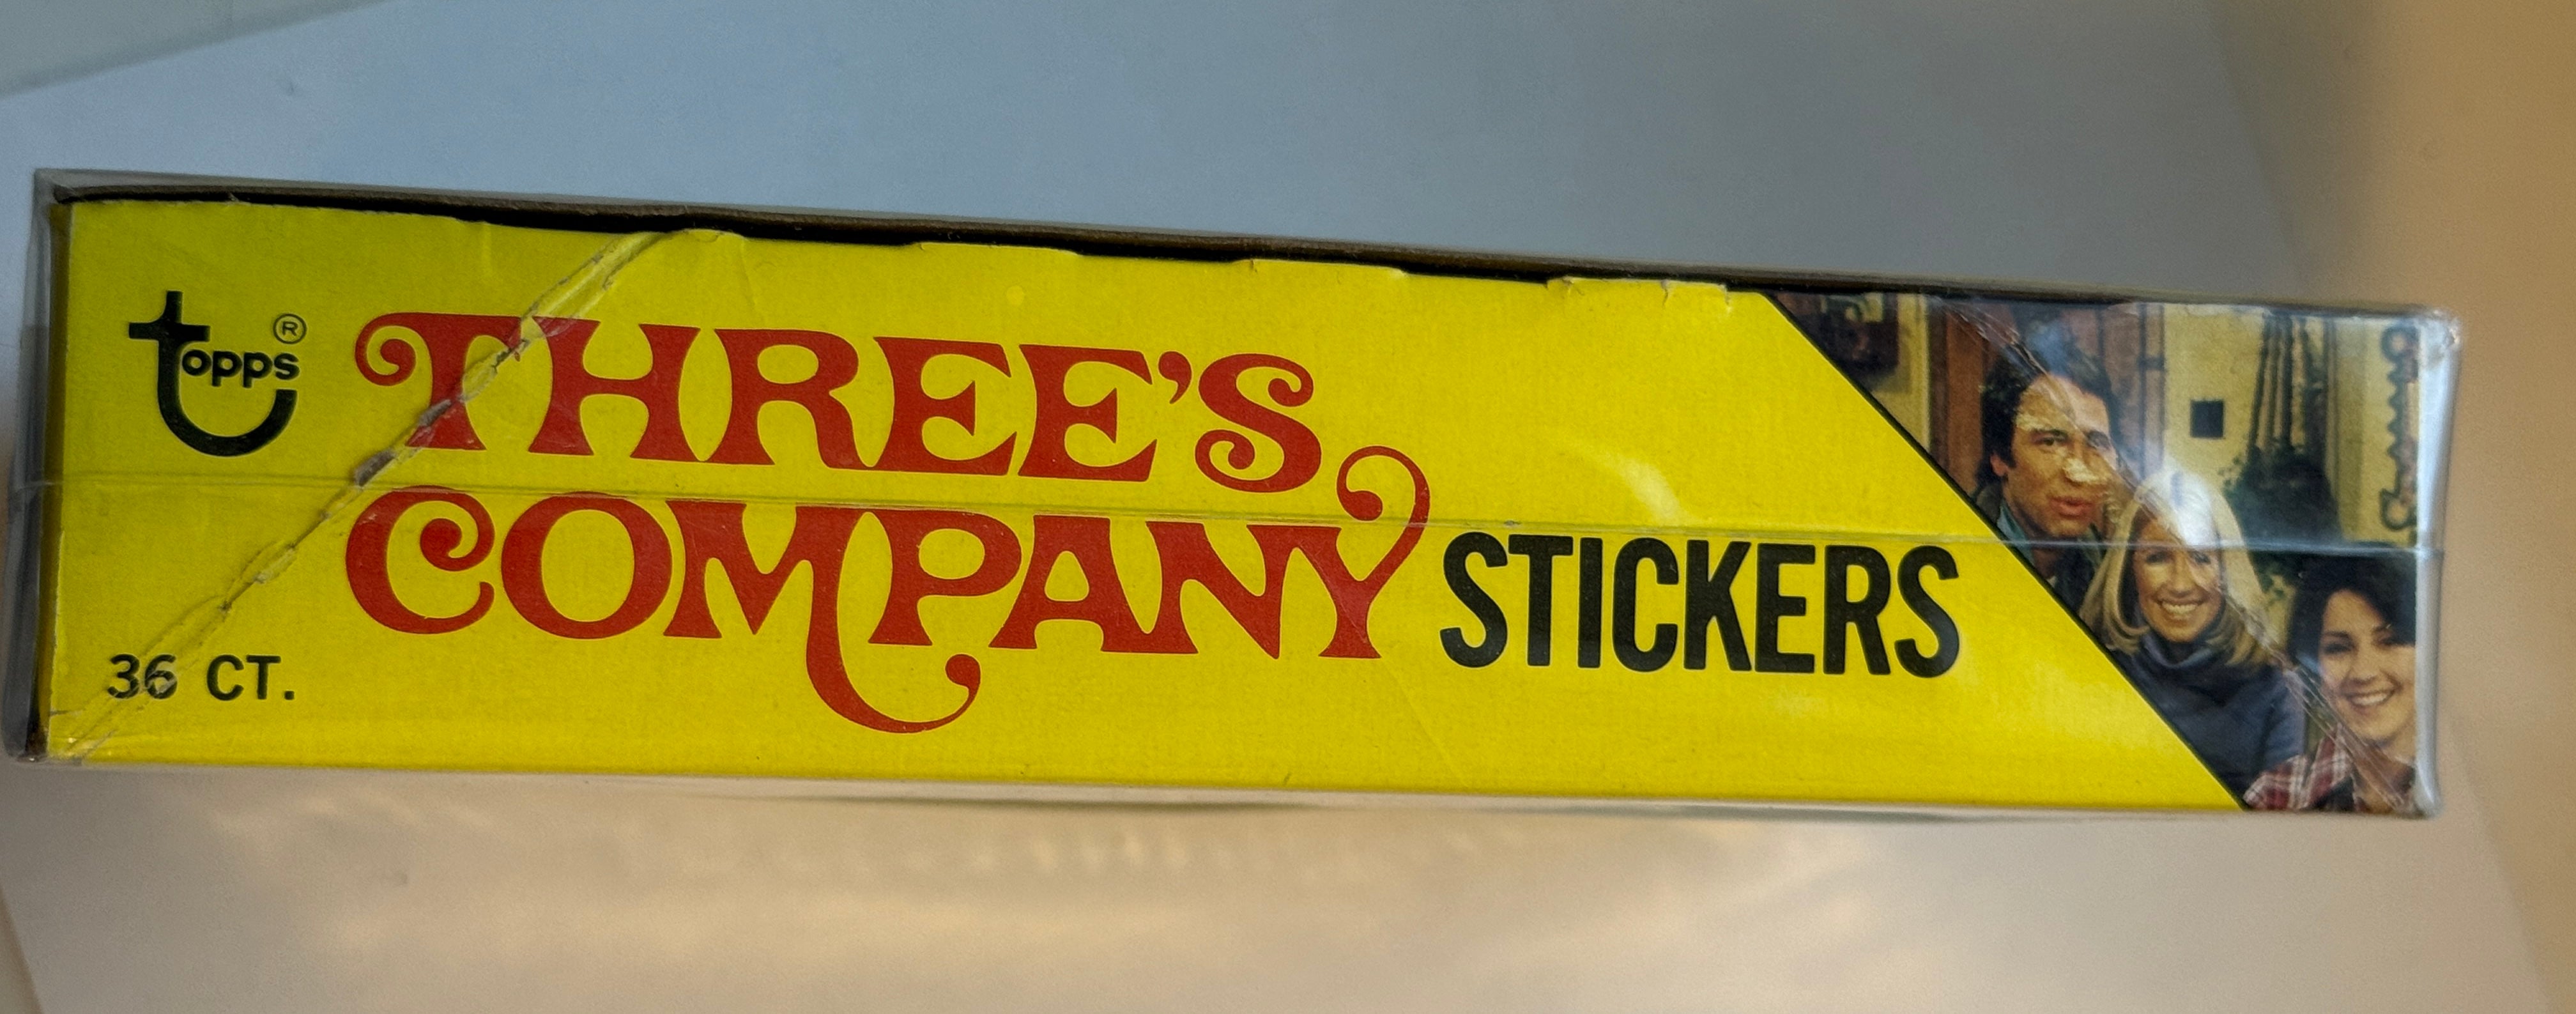 topps®
THREE'S
COMPANY STICKERS
36 CT.